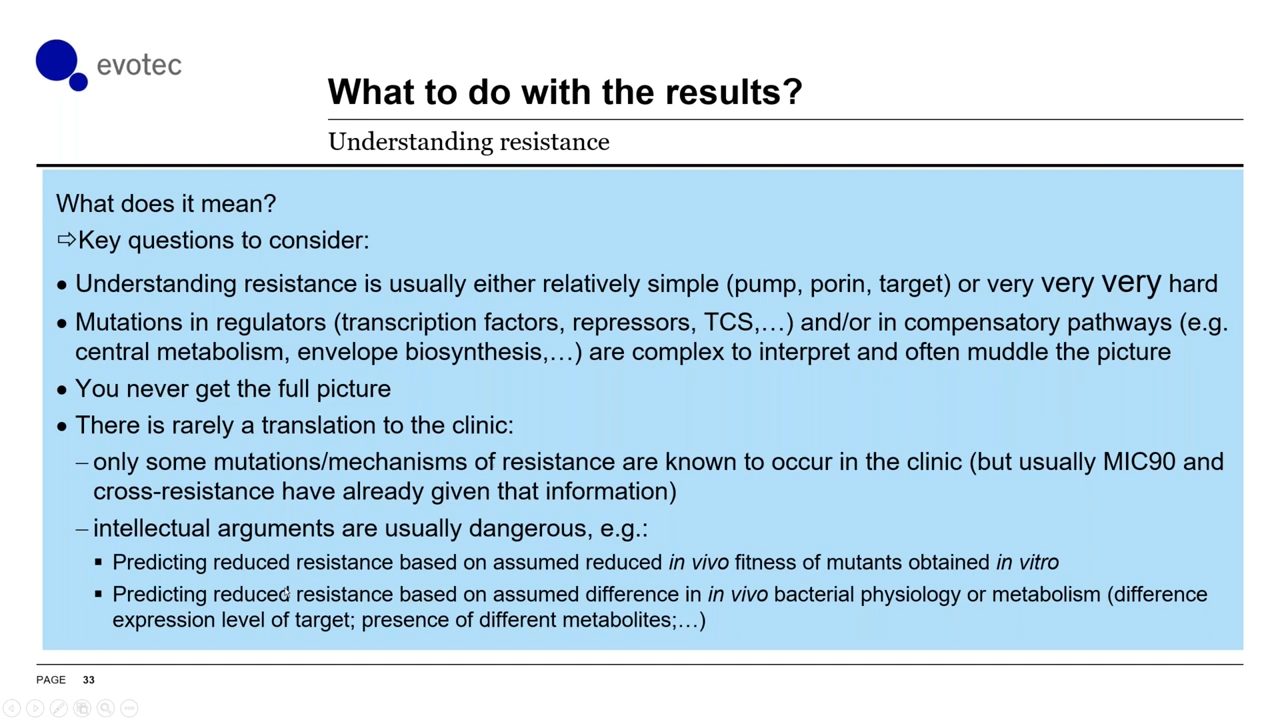 evotec
What to do with the results?
Understanding resistance
What does it mean?
⇨Key questions to consider:
• Understanding resistance is usually either relatively simple (pump, porin, target) or very very very hard
• Mutations in regulators (transcription factors, repressors, TCS,…) and/or in compensatory pathways (e.g.
central metabolism, envelope biosynthesis,…) are complex to interpret and often muddle the picture
• You never get the full picture
• There is rarely a translation to the clinic:
– only some mutations/mechanisms of resistance are known to occur in the clinic (but usually MIC90 and
cross-resistance have already given that information)
– intellectual arguments are usually dangerous, e.g.:
▪ Predicting reduced resistance based on assumed reduced in vivo fitness of mutants obtained in vitro
▪ Predicting reduced resistance based on assumed difference in in vivo bacterial physiology or metabolism (difference
expression level of target; presence of different metabolites;…)
PAGE 33